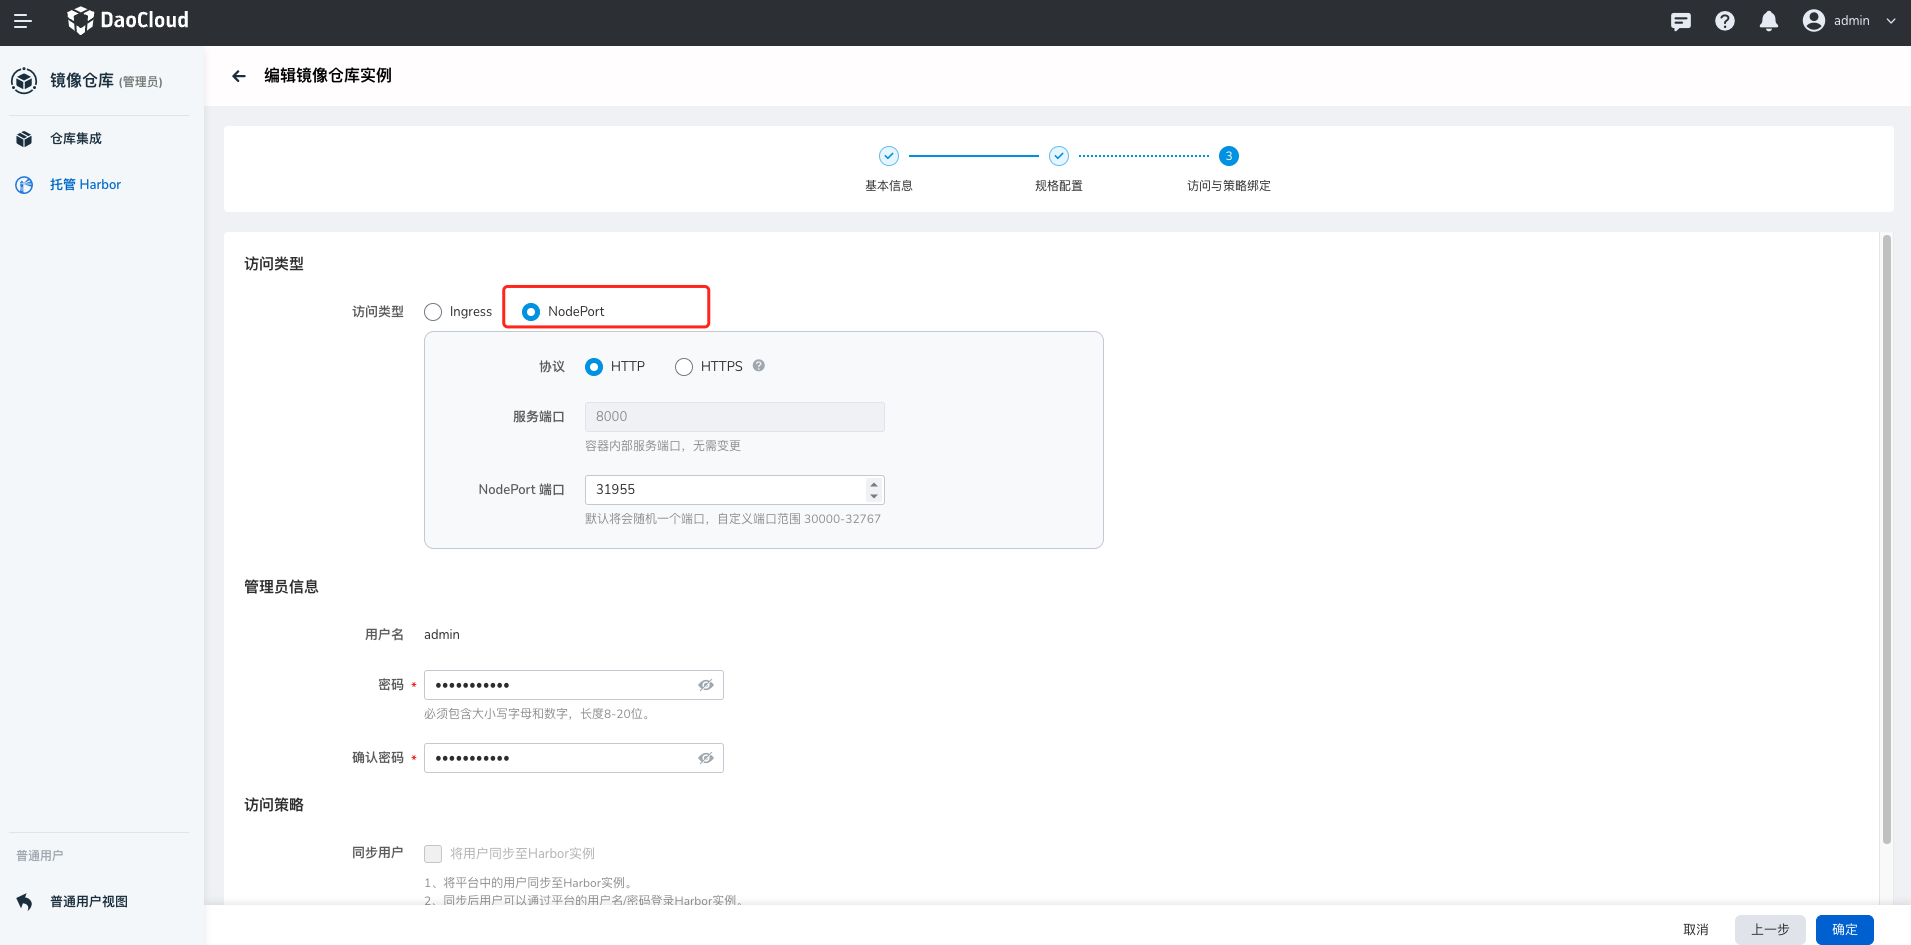 DaoCloud
admin
镜像仓库 (管理员)
编辑镜像仓库实例
仓库集成
托管 Harbor
3
基本信息
规格配置
访问与策略绑定
访问类型
访问类型
Ingress
NodePort
协议
HTTP
HTTPS
服务端口
8000
容器内部服务端口，无需变更
NodePort 端口
31955
默认将会随机一个端口，自定义端口范围 30000-32767
管理员信息
用户名
admin
密码 *
•••••••••••
必须包含大小写字母和数字，长度8-20位。
确认密码 *
•••••••••••
访问策略
同步用户
将用户同步至Harbor实例
1、将平台中的用户同步至Harbor实例。
2、同步后用户可以通过平台的用户名/密码登录Harbor实例。
普通用户
普通用户视图
取消
上一步
确定